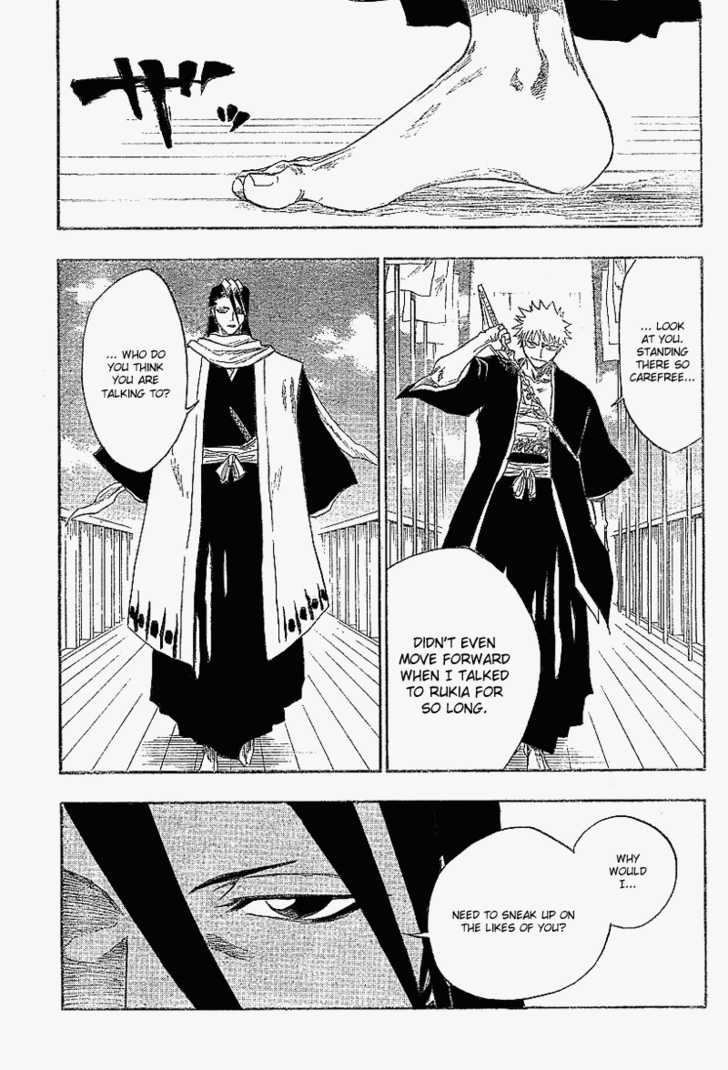 ザッ
... LOOK
AT YOU.
STANDING
THERE SO
CAREFREE...
DIDN'T EVEN
MOVE FORWARD
WHEN I TALKED
TO RUKIA FOR
SO LONG.
... WHO DO
YOU THINK
YOU ARE
TALKING TO?
WHY
WOULD
I...
NEED TO SNEAK UP ON
THE LIKES OF YOU?